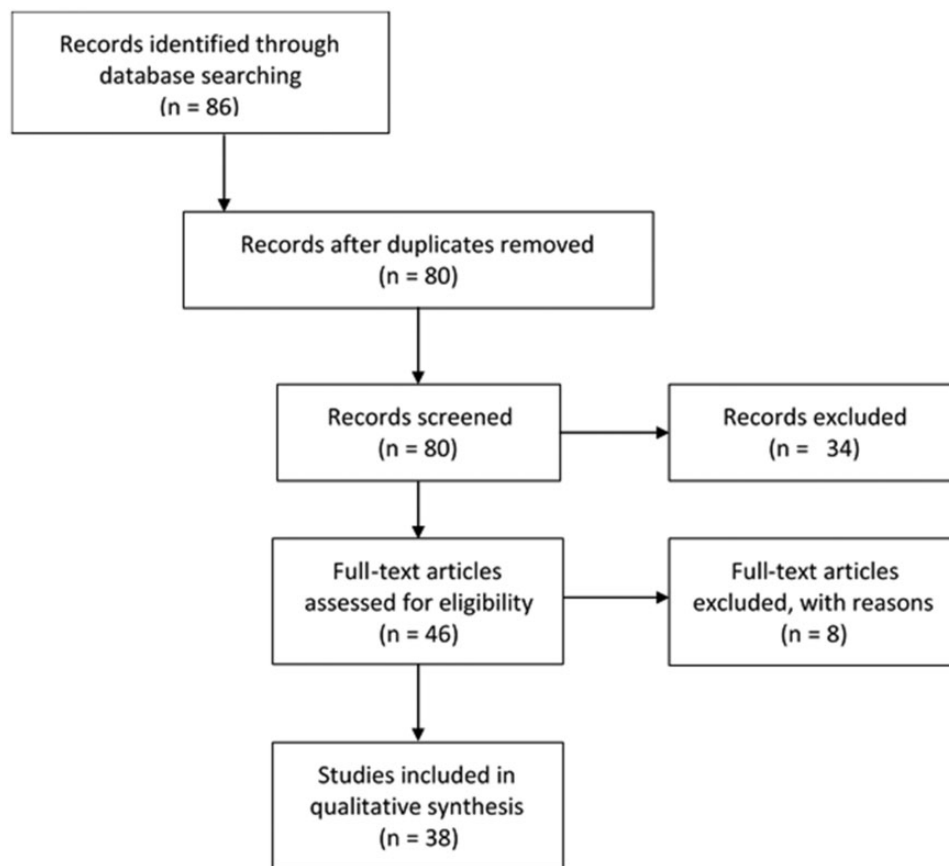 Records identified through
database searching
(n = 86)
Records after duplicates removed
(n = 80)
Records screened
(n = 80)
Records excluded
(n = 34)
Full-text articles
assessed for eligibility
(n = 46)
Full-text articles
excluded, with reasons
(n = 8)
Studies included in
qualitative synthesis
(n = 38)